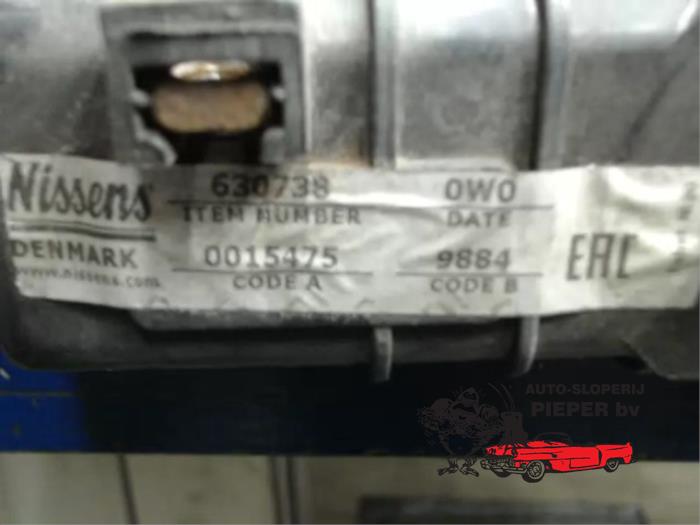 Nissens
DENMARK
www.nissens.com
630738
ITEM NUMBER
0W0
DATE
0015475
CODE A
9884
CODE B
EAC
AUTO-SLOPERIJ
PIEPER bv